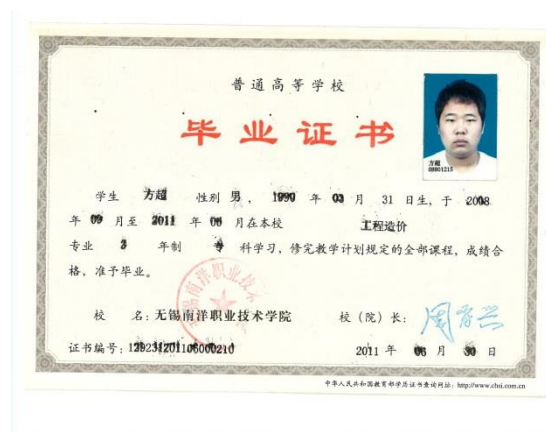 普通高等学校
毕业证书
方超
09001215
学生 方超 性别 男 , 1990 年 03 月 31 日生, 于 2008
年 09 月至 2011 年 06 月在本校 工程造价
专业 3 年制 专 科学习, 修完教学计划规定的全部课程, 成绩合
格, 准予毕业。
校 名: 无锡南洋职业技术学院 校 (院) 长:
证书编号:
2011 年 06 月 30 日
中华人民共和国教育部学历证书查询网址: http://www.chsi.com.cn